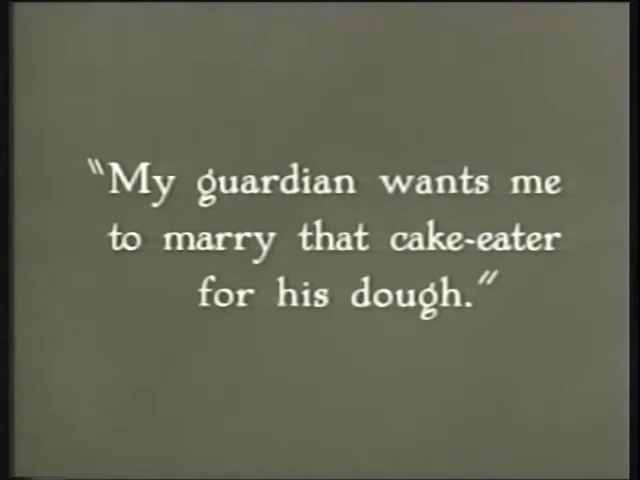 "My guardian wants me
to marry that cake-eater
for his dough."